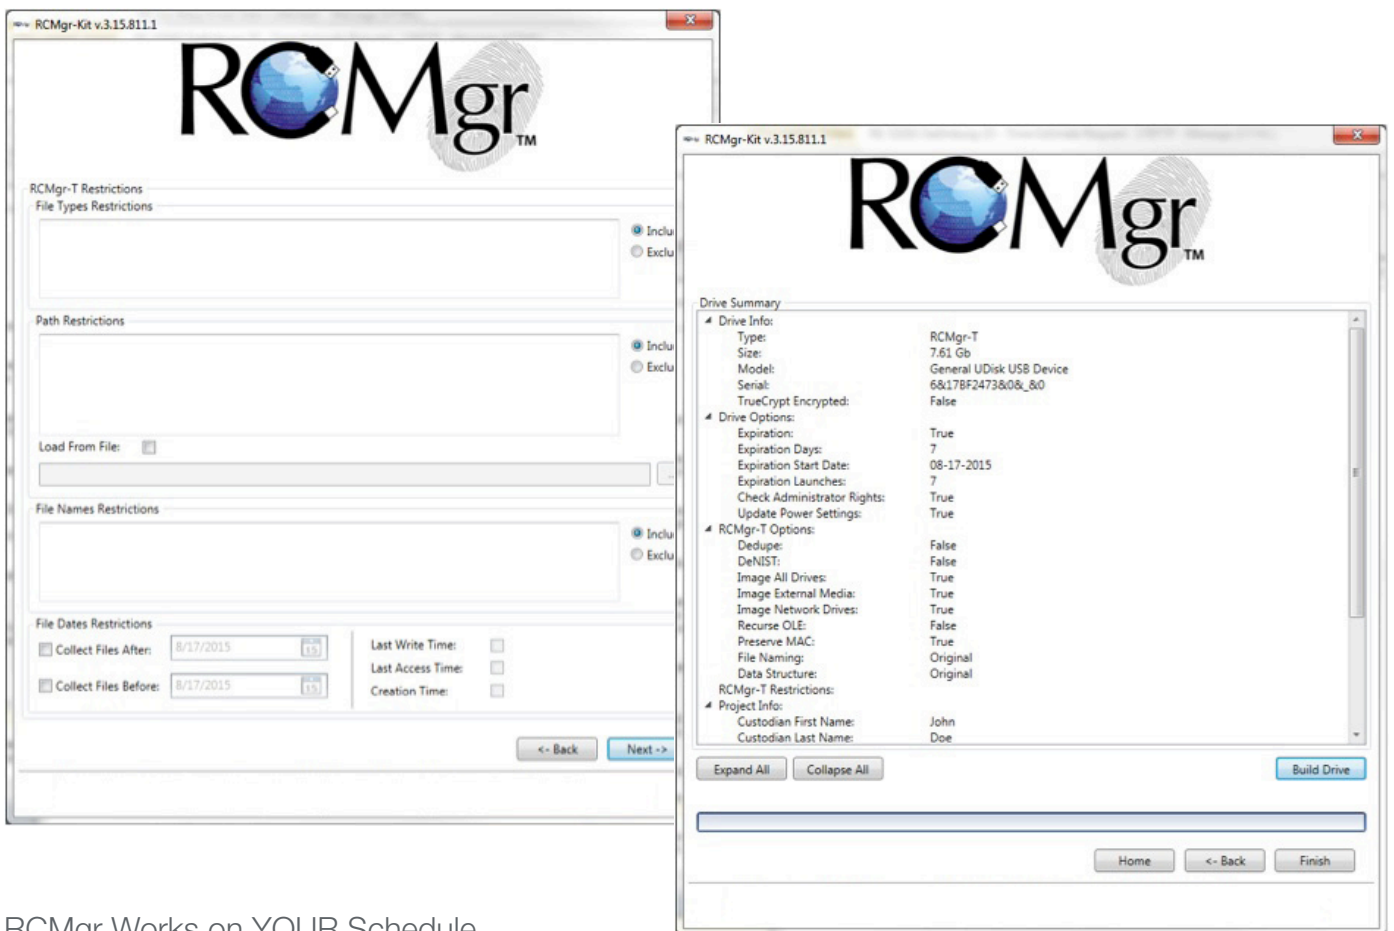 RCMgr-Kit v.3.15.811.1
RCMgr™
RCMgr-T Restrictions
File Types Restrictions
Inclu
Exclu
Path Restrictions
Inclu
Exclu
Load From File:
..
File Names Restrictions
Inclu
Exclu
File Dates Restrictions
Collect Files After: 8/17/2015 15
Last Write Time:
Last Access Time:
Collect Files Before: 8/17/2015 15
Creation Time:
<- Back Next ->
RCMgr-Kit v.3.15.811.1
RCMgr™
Drive Summary
Drive Info:
Type: RCMgr-T
Size: 7.61 Gb
Model: General UDisk USB Device
Serial: 6&17BF2473&0&_&0
TrueCrypt Encrypted: False
Drive Options:
Expiration: True
Expiration Days: 7
Expiration Start Date: 08-17-2015
Expiration Launches: 7
Check Administrator Rights: True
Update Power Settings: True
RCMgr-T Options:
Dedupe: False
DeNIST: False
Image All Drives: True
Image External Media: True
Image Network Drives: True
Recurse OLE: False
Preserve MAC: True
File Naming: Original
Data Structure: Original
RCMgr-T Restrictions:
Project Info:
Custodian First Name: John
Custodian Last Name: Doe
Expand All Collapse All Build Drive
Home <- Back Finish
RCMgr Works on YOUR Schedule